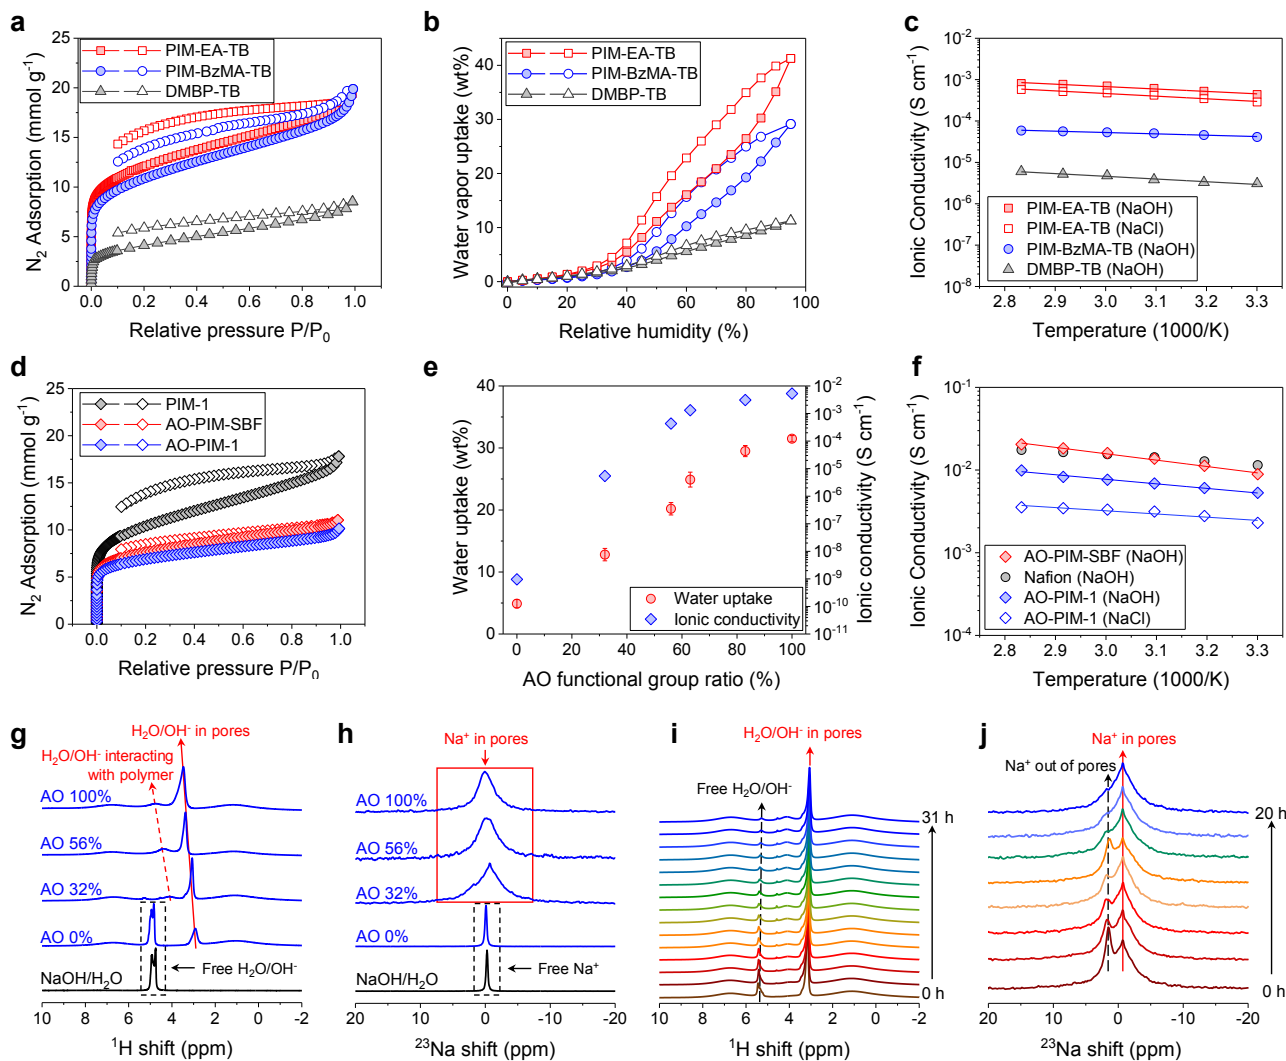 a
PIM-EA-TB
PIM-BzMA-TB
DMBP-TB
N2 Adsorption (mmol g-1)
25
20
15
10
5
0
0.0 0.2 0.4 0.6 0.8 1.0
Relative pressure P/P0
b
PIM-EA-TB
PIM-BzMA-TB
DMBP-TB
Water vapor uptake (wt%)
40
30
20
10
0
0 20 40 60 80 100
Relative humidity (%)
c
Ionic Conductivity (S cm-1)
10-2
10-3
10-4
10-5
10-6
10-7
10-8
PIM-EA-TB (NaOH)
PIM-EA-TB (NaCl)
PIM-BzMA-TB (NaOH)
DMBP-TB (NaOH)
2.8 2.9 3.0 3.1 3.2 3.3
Temperature (1000/K)
d
PIM-1
AO-PIM-SBF
AO-PIM-1
N2 Adsorption (mmol g-1)
25
20
15
10
5
0
0.0 0.2 0.4 0.6 0.8 1.0
Relative pressure P/P0
e
Water uptake (wt%)
40
30
20
10
0
Water uptake
Ionic conductivity
10-2
10-3
10-4
10-5
10-6
10-7
10-8
10-9
10-10
10-11
Ionic conductivity (S cm-1)
0 20 40 60 80 100
AO functional group ratio (%)
f
Ionic Conductivity (S cm-1)
10-1
10-2
10-3
10-4
AO-PIM-SBF (NaOH)
Nafion (NaOH)
AO-PIM-1 (NaOH)
AO-PIM-1 (NaCl)
2.8 2.9 3.0 3.1 3.2 3.3
Temperature (1000/K)
g
H2O/OH- in pores
H2O/OH- interacting
with polymer
AO 100%
AO 56%
AO 32%
AO 0%
NaOH/H2O
Free H2O/OH-
10 8 6 4 2 0 -2
1H shift (ppm)
h
Na+ in pores
AO 100%
AO 56%
AO 32%
AO 0%
NaOH/H2O
Free Na+
20 10 0 -10 -20
23Na shift (ppm)
i
H2O/OH- in pores
Free H2O/OH-
31 h
0 h
10 8 6 4 2 0 -2
1H shift (ppm)
j
Na+ in pores
Na+ out of pores
20 h
0 h
20 10 0 -10 -20
23Na shift (ppm)